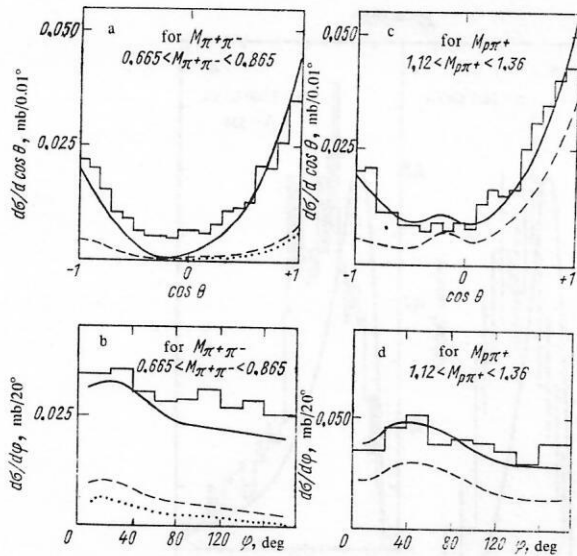 0.055
a
for Mπ+π-
0.665<Mπ+π-<0.865
dσ/d cos θ, mb/0.01°
0.025
-1
0
+1
cos θ
0.050
c
for Mpπ+
1.12<Mpπ+<1.36
dσ/d cos θ, mb/0.01°
0.025
-1
0
+1
cos θ
b
for Mπ+π-
0.665<Mπ+π-<0.865
dσ/dφ, mb/20°
0.025
0
40
80
120
φ, deg
d
for Mpπ+
1.12<Mpπ+<1.36
dσ/dφ, mb/20°
0.050
0
40
80
120
φ, deg